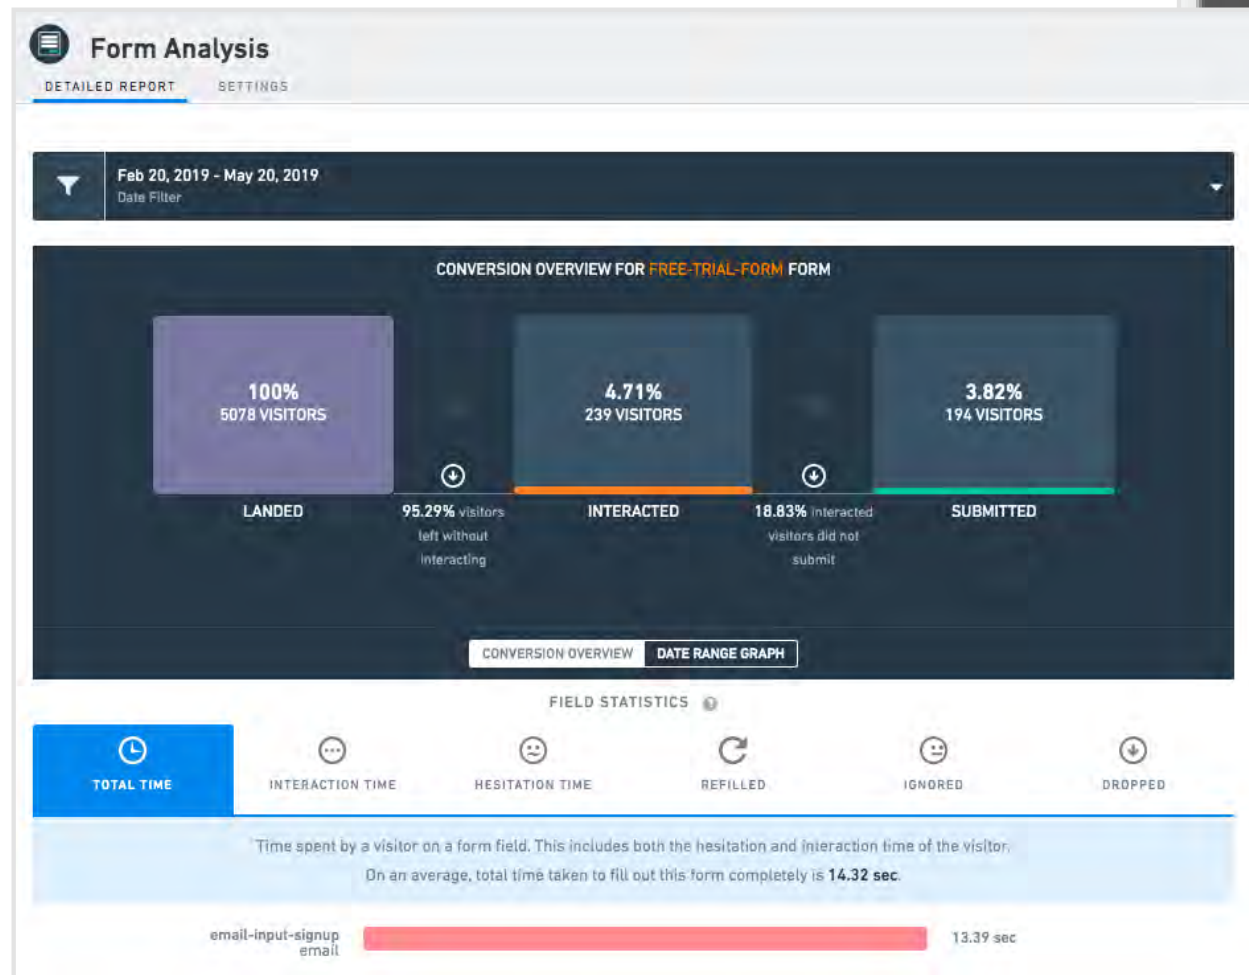 Form Analysis
DETAILED REPORT SETTINGS
Feb 20, 2019 - May 20, 2019
Date Filter
CONVERSION OVERVIEW FOR FREE-TRIAL-FORM FORM
100%
5078 VISITORS
4.71%
239 VISITORS
3.82%
194 VISITORS
LANDED
95.29% visitors
left without
interacting
INTERACTED
18.83% interacted
visitors did not
submit
SUBMITTED
CONVERSION OVERVIEW DATE RANGE GRAPH
FIELD STATISTICS
TOTAL TIME INTERACTION TIME HESITATION TIME REFILLED IGNORED DROPPED
Time spent by a visitor on a form field. This includes both the hesitation and interaction time of the visitor.
On an average, total time taken to fill out this form completely is 14.32 sec.
email-input-signup
email
13.39 sec